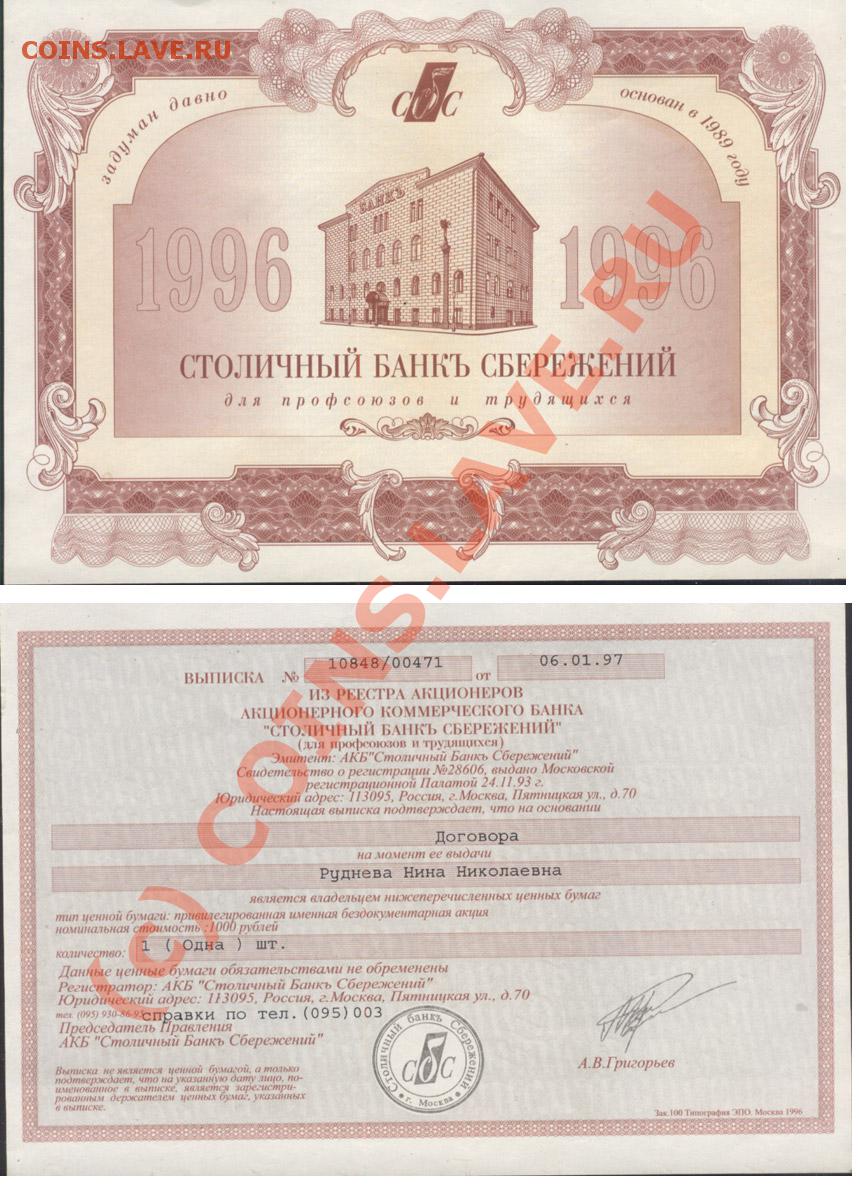 COINS.LAVE.RU
СбС
задуман давно
основан в 1989 году
БАНКЪ
1996 1996
СТОЛИЧНЫЙ БАНКЪ СБЕРЕЖЕНИЙ
для профсоюзов и трудящихся
(c) COINS.LAVE.RU
ВЫПИСКА № 10848/00471 от 06.01.97
ИЗ РЕЕСТРА АКЦИОНЕРОВ
АКЦИОНЕРНОГО КОММЕРЧЕСКОГО БАНКА
"СТОЛИЧНЫЙ БАНКЪ СБЕРЕЖЕНИЙ"
(для профсоюзов и трудящихся)
Эмитент: АКБ"Столичный Банкъ Сбережений"
Свидетельство о регистрации №28606, выдано Московской
регистрационной Палатой 24.11.93 г.
Юридический адрес: 113095, Россия, г.Москва, Пятницкая ул., д.70
Настоящая выписка подтверждает, что на основании
Договора
на момент ее выдачи
Руднева Нина Николаевна
является владельцем нижеперечисленных ценных бумаг
тип ценной бумаги: привилегированная именная бездокументарная акция
номинальная стоимость :1000 рублей
количество: 1 ( Одна ) шт.
Данные ценные бумаги обязательствами не обременены
Регистратор: АКБ "Столичный Банкъ Сбережений"
Юридический адрес: 113095, Россия, г.Москва, Пятницкая ул., д.70
тел. (095) справки по тел.(095)003
Председатель Правления
АКБ "Столичный Банкъ Сбережений"
Столичный банкъ Сбережений
СбС
г. Москва
А.В.Григорьев
Выписка не является ценной бумагой, а только
подтверждает, что на указанную дату лицо, по-
именованное в выписке, является зарегистри-
рованным держателем ценных бумаг, указанных
в выписке.
Зак.100 Типография ЭПО. Москва 1996